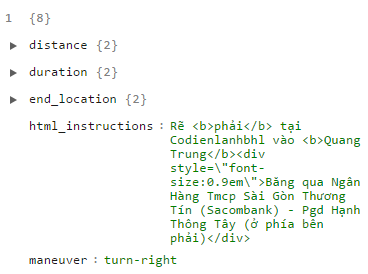 1 {8}
▶ distance {2}
▶ duration {2}
▶ end_location {2}
html_instructions : Rẽ <b>phải</b> tại
Codienlanhbhl vào <b>Quang
Trung</b><div
style=\"font-
size:0.9em\">Băng qua Ngân
Hàng Tmcp Sài Gòn Thương
Tín (Sacombank) - Pgd Hạnh
Thông Tây (ở phía bên
phải)</div>
maneuver : turn-right